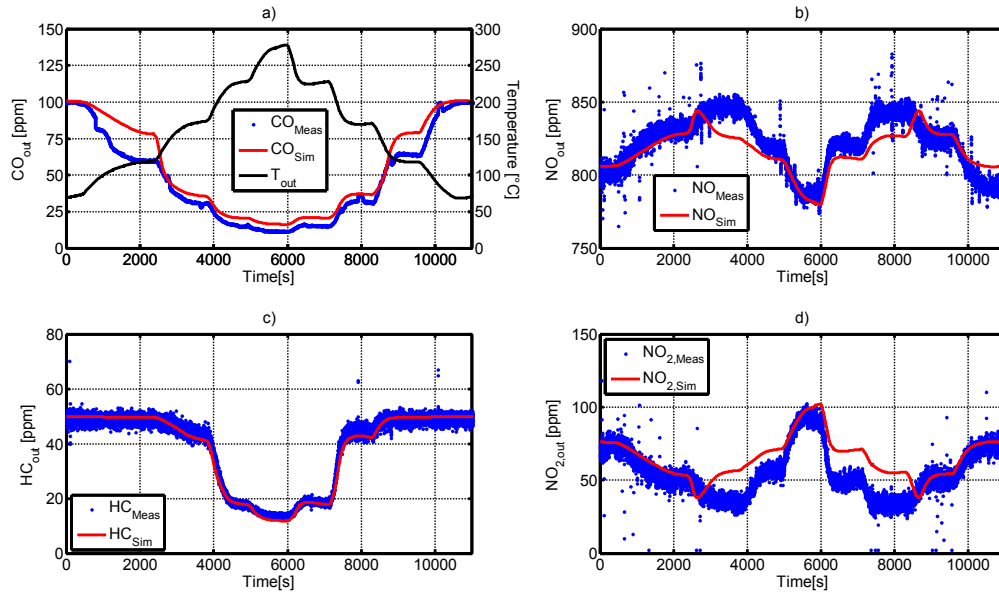 a)
150
125
100
75
50
25
0
CO_out [ppm]
300
250
200
150
100
50
0
Temperature [°C]
CO_Meas
CO_Sim
T_out
0 2000 4000 6000 8000 10000
Time[s]
b)
900
850
800
750
NO_out [ppm]
NO_Meas
NO_Sim
0 2000 4000 6000 8000 10000
Time[s]
c)
80
60
40
20
0
HC_out [ppm]
HC_Meas
HC_Sim
0 2000 4000 6000 8000 10000
Time[s]
d)
150
100
50
0
NO_2,out [ppm]
NO_2,Meas
NO_2,Sim
0 2000 4000 6000 8000 10000
Time[s]